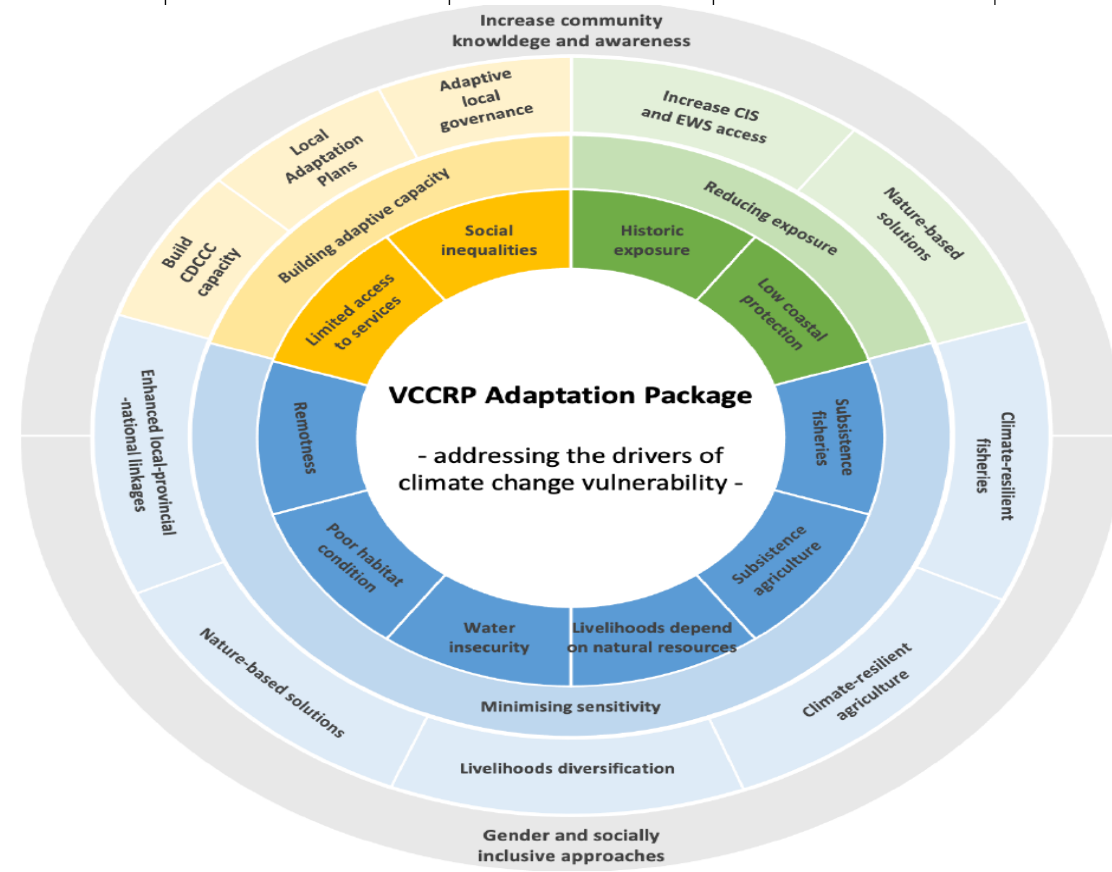 Increase community
knowldege and awareness
Adaptive
local
governance
Increase CIS
and EWS access
Local
Adaptation
Plans
Nature-based
solutions
Build
CDCCC
capacity
Building adaptive capacity
Reducing exposure
Social
inequalities
Historic
exposure
Limited access
to services
Low coastal
protection
VCCRP Adaptation Package
- addressing the drivers of
climate change vulnerability -
Enhanced local-provincial
-national linkages
Remotness
Subsistence
fisheries
Climate-resilient
fisheries
Poor habitat
condition
Subsistence
agriculture
Water
insecurity
Livelihoods depend
on natural resources
Minimising sensitivity
Nature-based solutions
Livelihoods diversification
Climate-resilient
agriculture
Gender and socially
inclusive approaches